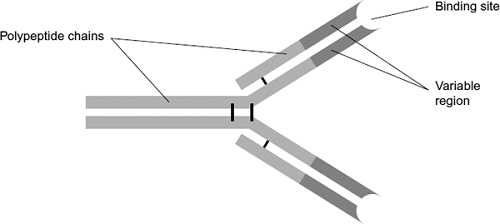 Binding site
Polypeptide chains
Variable
region